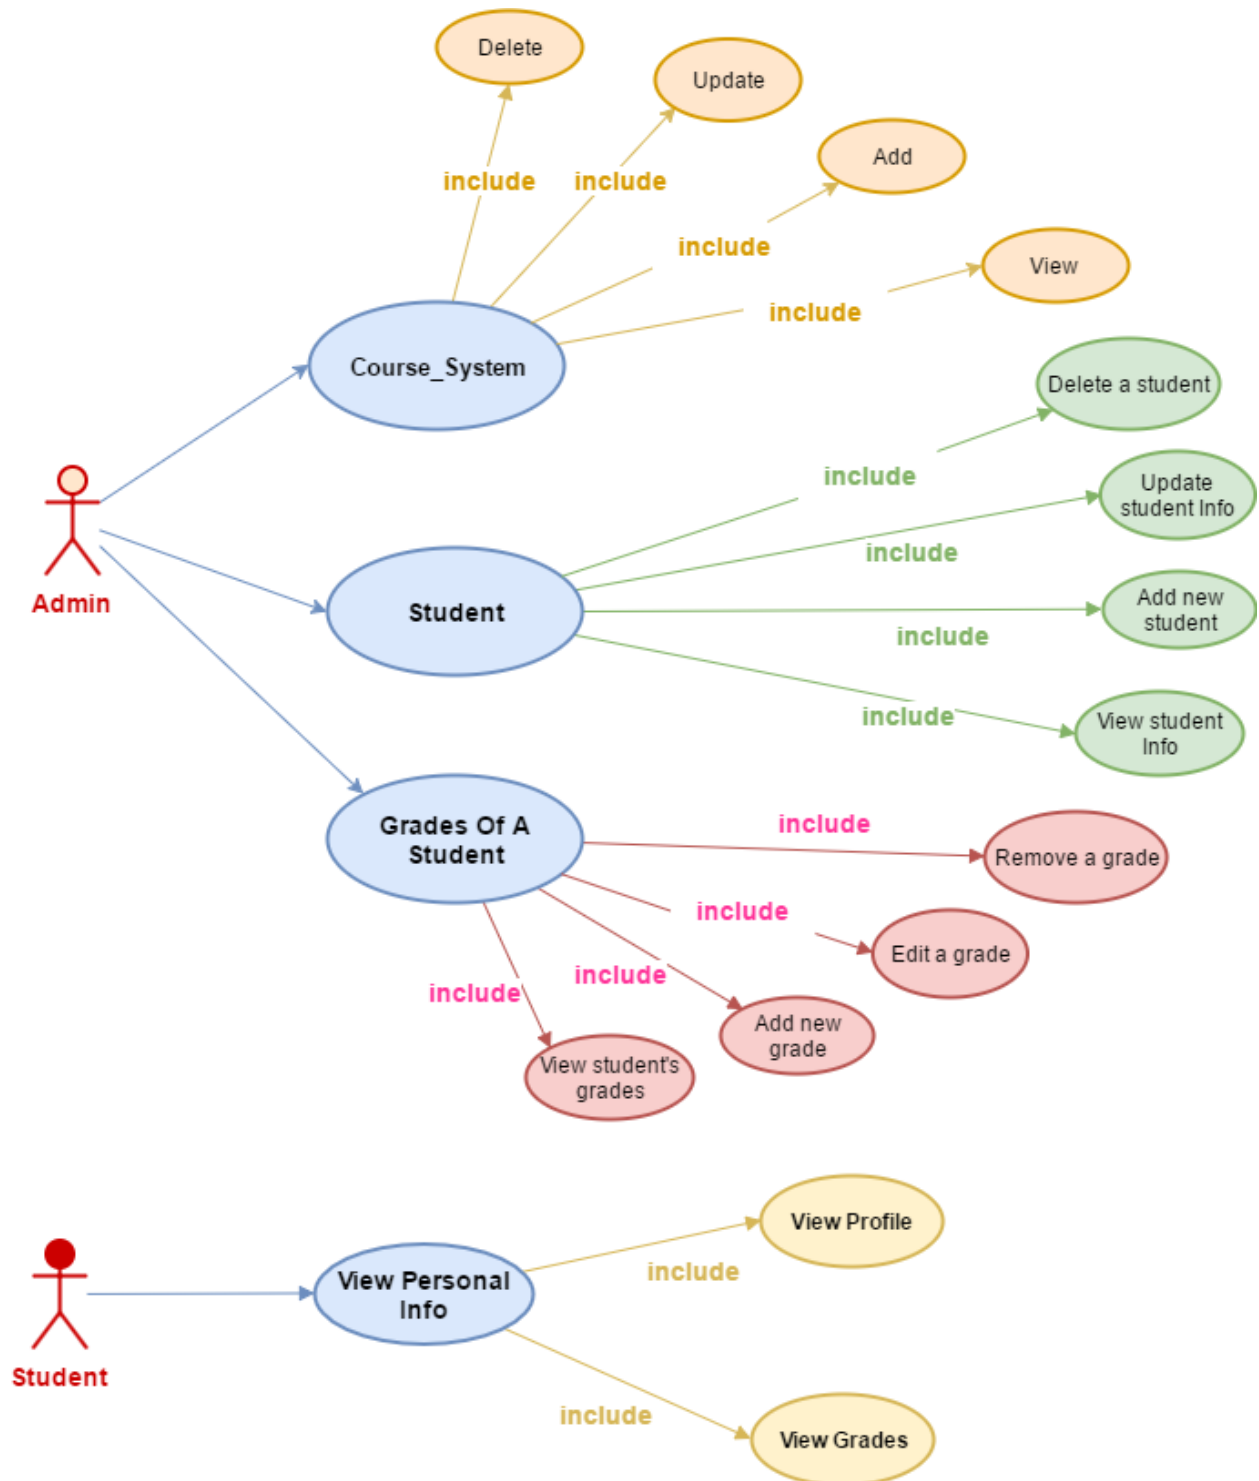 Delete
Update
Add
include
include
include
View
include
Course_System
Delete a student
include
Update
student Info
include
Admin
Student
Add new
student
include
include
View student
Info
Grades Of A
Student
include
Remove a grade
include
Edit a grade
include
include
Add new
grade
View student's
grades
View Profile
include
View Personal
Info
Student
include
View Grades